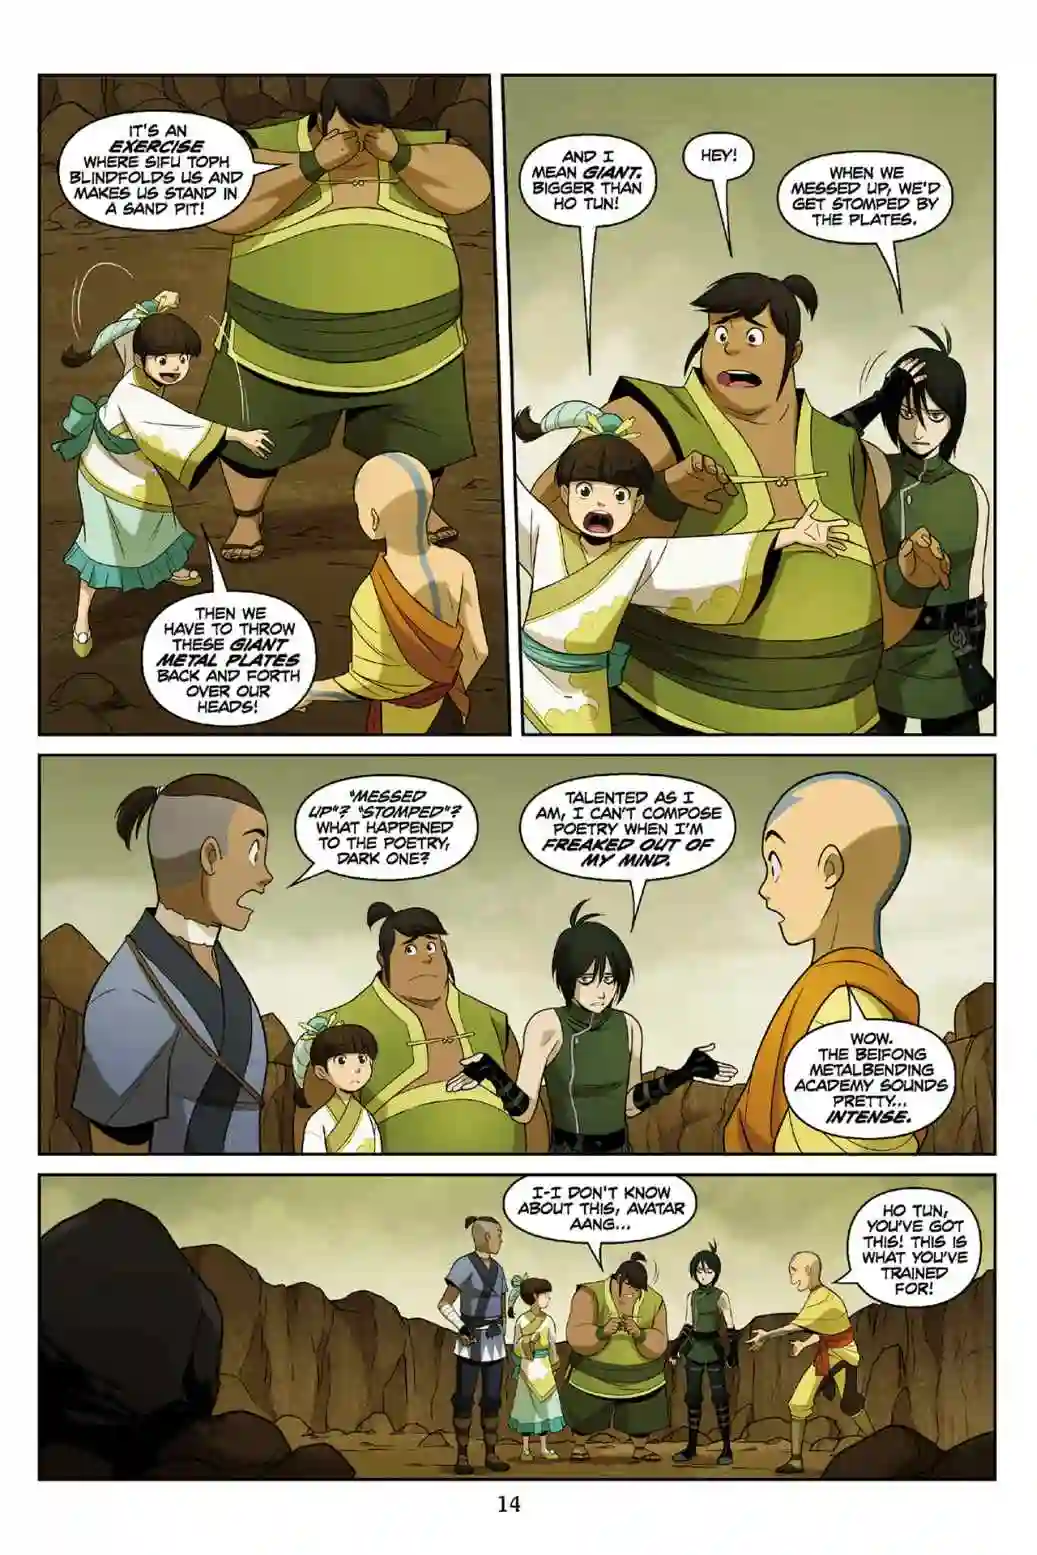 IT'S AN
EXERCISE
WHERE SIFU TOPH
BLINDFOLDS US AND
MAKES US STAND IN
A SAND PIT!
THEN WE
HAVE TO THROW
THESE GIANT
METAL PLATES
BACK AND FORTH
OVER OUR
HEADS!
AND I
MEAN GIANT.
BIGGER THAN
HO TUN!
HEY!
WHEN WE
MESSED UP, WE'D
GET STOMPED BY
THE PLATES.
"MESSED
UP"? "STOMPED"?
WHAT HAPPENED
TO THE POETRY,
DARK ONE?
TALENTED AS I
AM, I CAN'T COMPOSE
POETRY WHEN I'M
FREAKED OUT OF
MY MIND.
WOW.
THE BEIFONG
METALBENDING
ACADEMY SOUNDS
PRETTY...
INTENSE.
I-I DON'T KNOW
ABOUT THIS, AVATAR
AANG...
HO TUN,
YOU'VE GOT
THIS! THIS IS
WHAT YOU'VE
TRAINED
FOR!
14